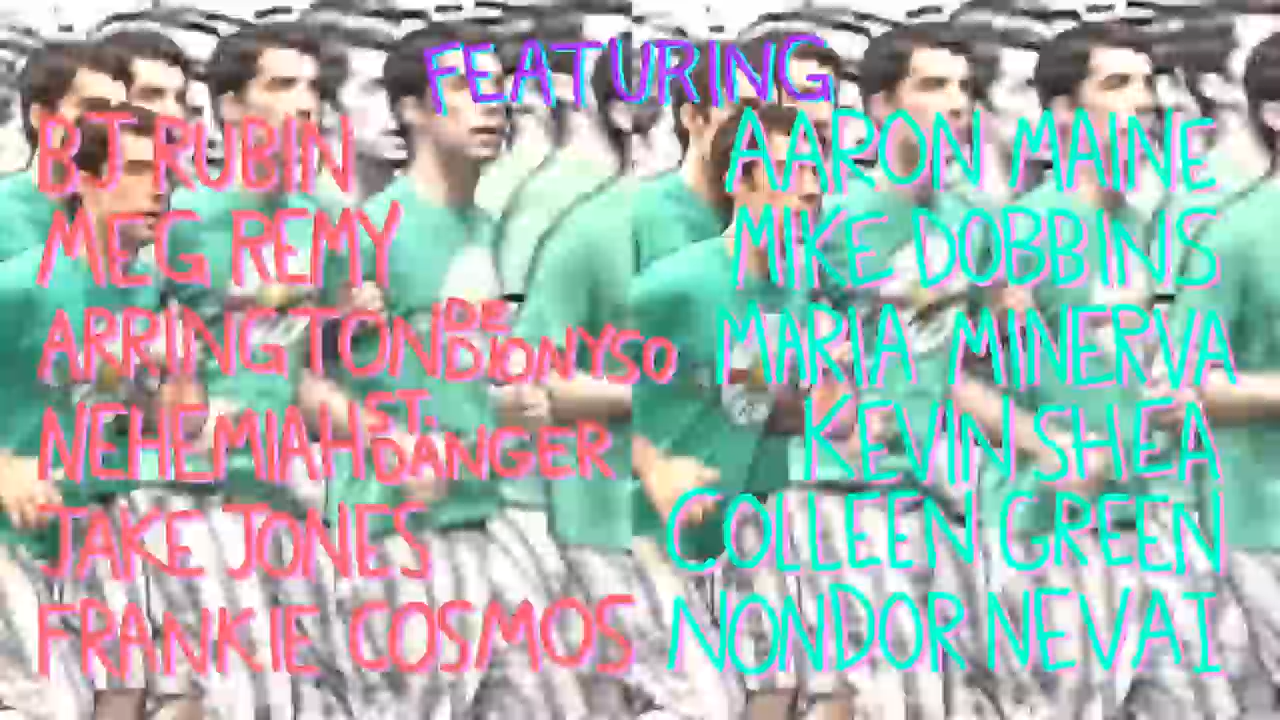 FEATURING
BJ RUBIN
MEG REMY
ARRINGTON DE DIONYSO
NEHEMIAH ST. DANGER
JAKE JONES
FRANKIE COSMOS
AARON MAINE
MIKE DOBBINS
MARIA MINERVA
KEVIN SHEA
COLLEEN GREEN
NONDOR NEVAI